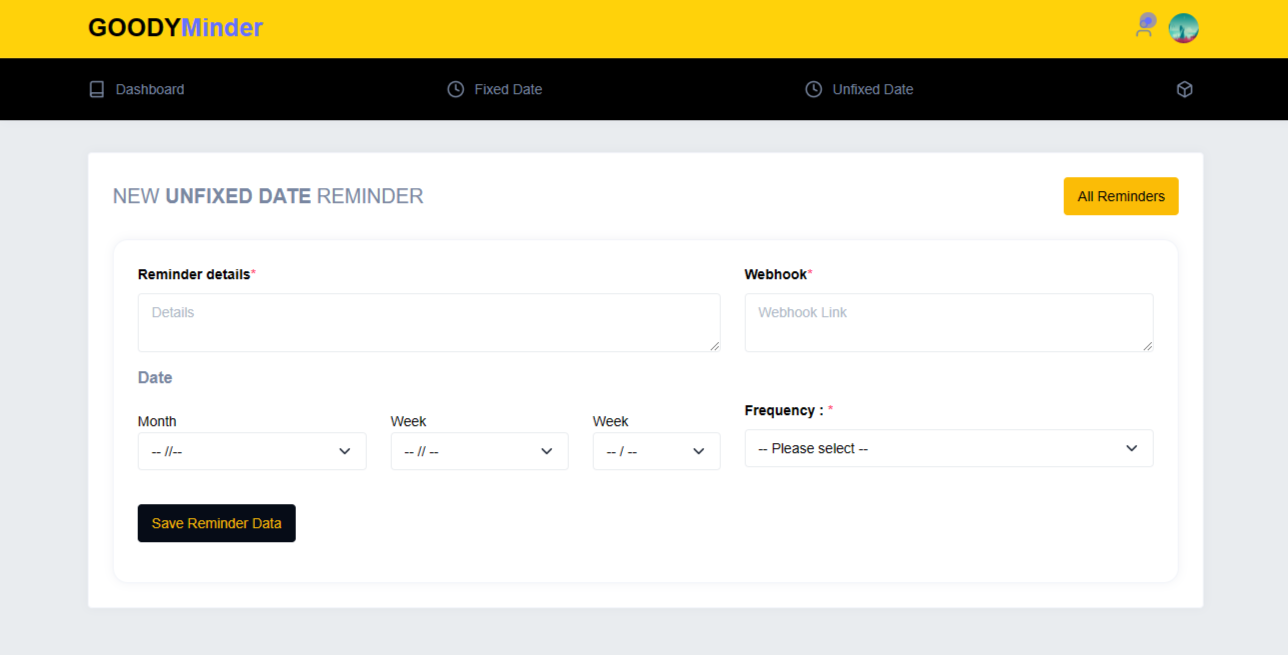 GOODYMinder
Dashboard
Fixed Date
Unfixed Date
NEW UNFIXED DATE REMINDER
All Reminders
Reminder details*
Webhook*
Details
Webhook Link
Date
Frequency : *
Month
Week
Week
-- //--
-- // --
-- / --
-- Please select --
Save Reminder Data